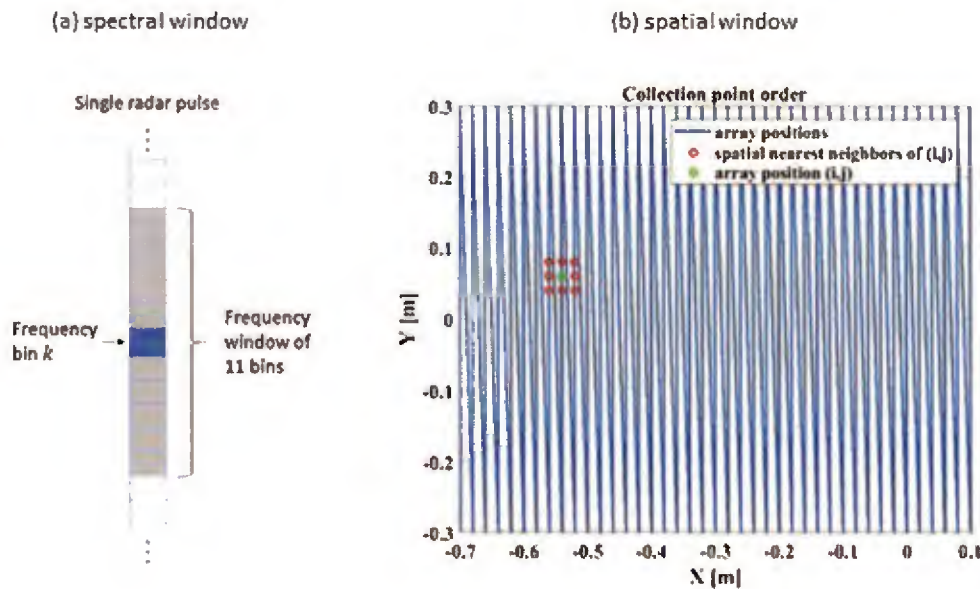 (a) spectral window
(b) spatial window
Single radar pulse
Frequency
bin k
Frequency
window of
11 bins
Collection point order
array positions
spatial nearest neighbors of (i,j)
array position (i,j)
Y [m]
0.3
0.2
0.1
0
-0.1
-0.2
-0.3
-0.7
-0.6
-0.5
-0.4
-0.3
-0.2
-0.1
0
0.1
X [m]